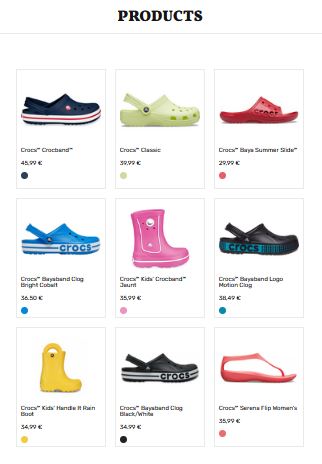 PRODUCTS
Crocs™ Crocband™
45,99 €
Crocs™ Classic
39,99 €
Crocs™ Baya Summer Slide™
29,99 €
crocs
Crocs™ Bayaband Clog
Bright Cobalt
36,50 €
Crocs™ Kids' Crocband™
Jaunt
35,99 €
crocs
Crocs™ Bayaband Logo
Motion Clog
38,49 €
Crocs™ Kids' Handle It Rain
Boot
34,99 €
crocs
Crocs™ Bayaband Clog
Black/White
34,99 €
Crocs™ Serena Flip Women's
35,99 €